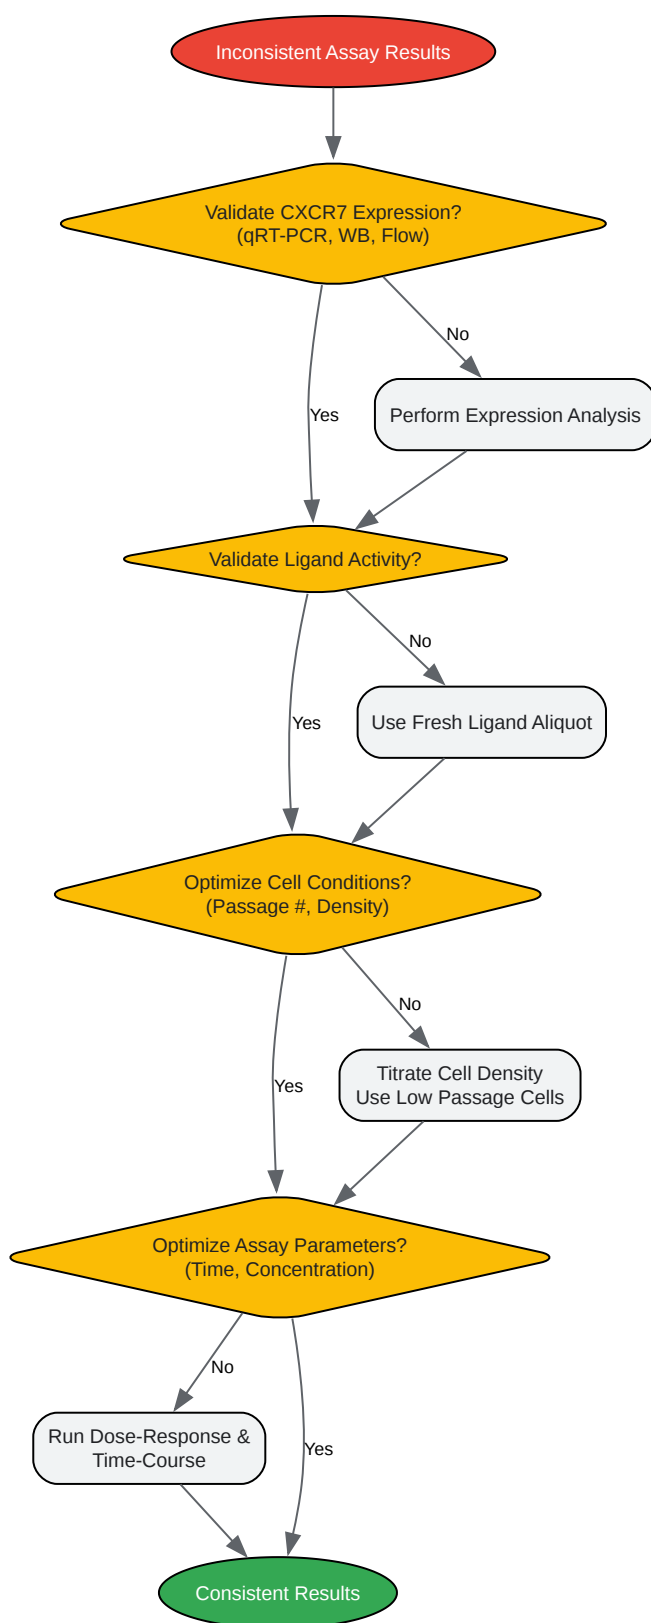 Inconsistent Assay Results
Validate CXCR7 Expression?
(qRT-PCR, WB, Flow)
No
Yes
Perform Expression Analysis
Validate Ligand Activity?
No
Yes
Use Fresh Ligand Aliquot
Optimize Cell Conditions?
(Passage #, Density)
No
Yes
Titrate Cell Density
Use Low Passage Cells
Optimize Assay Parameters?
(Time, Concentration)
No
Run Dose-Response &
Time-Course
Yes
Consistent Results